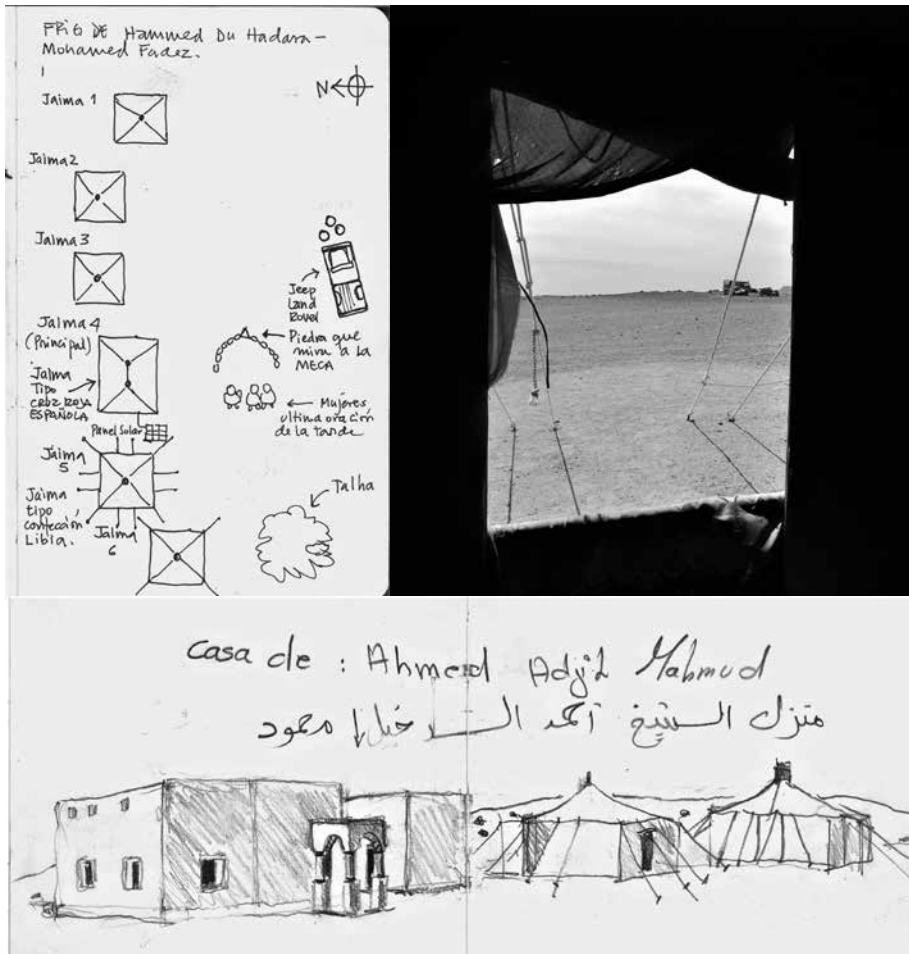 FRIG DE Hammed Du Hadara –
Mohamed Fadez.
N
Jaima 1
Jaima 2
Jaima 3
Jeep
Land
Rover
Jaima 4
(Principal)
Jaima
Tipo
CRUZ ROJA
ESPAÑOLA
Piedra que
mira a la
MECA
Mujeres
ultima oración
de la tarde
Panel Solar
Jaima
5
Jaima
tipo
confección
Libia.
Jaima
6
Talha
casa de : Ahmed Adjil Mahmud
منزل الشيخ احمد محمود